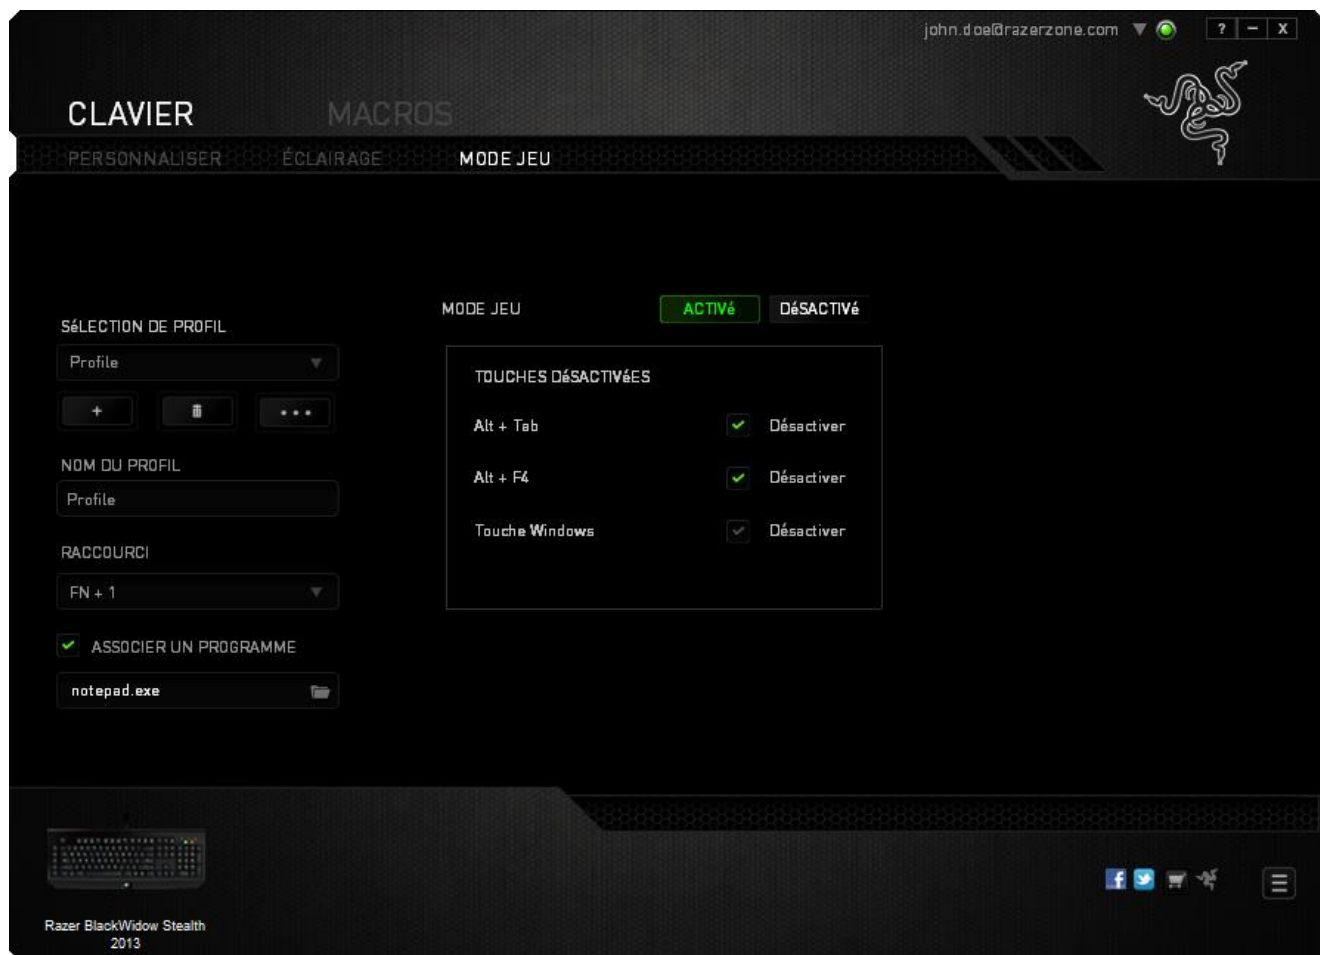 john.doe@razerzone.com
? – X
CLAVIER MACROS
PERSONNALISER ÉCLAIRAGE MODE JEU
MODE JEU ACTIVé DéSACTIVé
SéLECTION DE PROFIL
Profile
+ •••
NOM DU PROFIL
Profile
RACCOURCI
FN + 1
ASSOCIER UN PROGRAMME
notepad.exe
TOUCHES DéSACTIVéES
Alt + Tab Désactiver
Alt + F4 Désactiver
Touche Windows Désactiver
Razer BlackWidow Stealth
2013